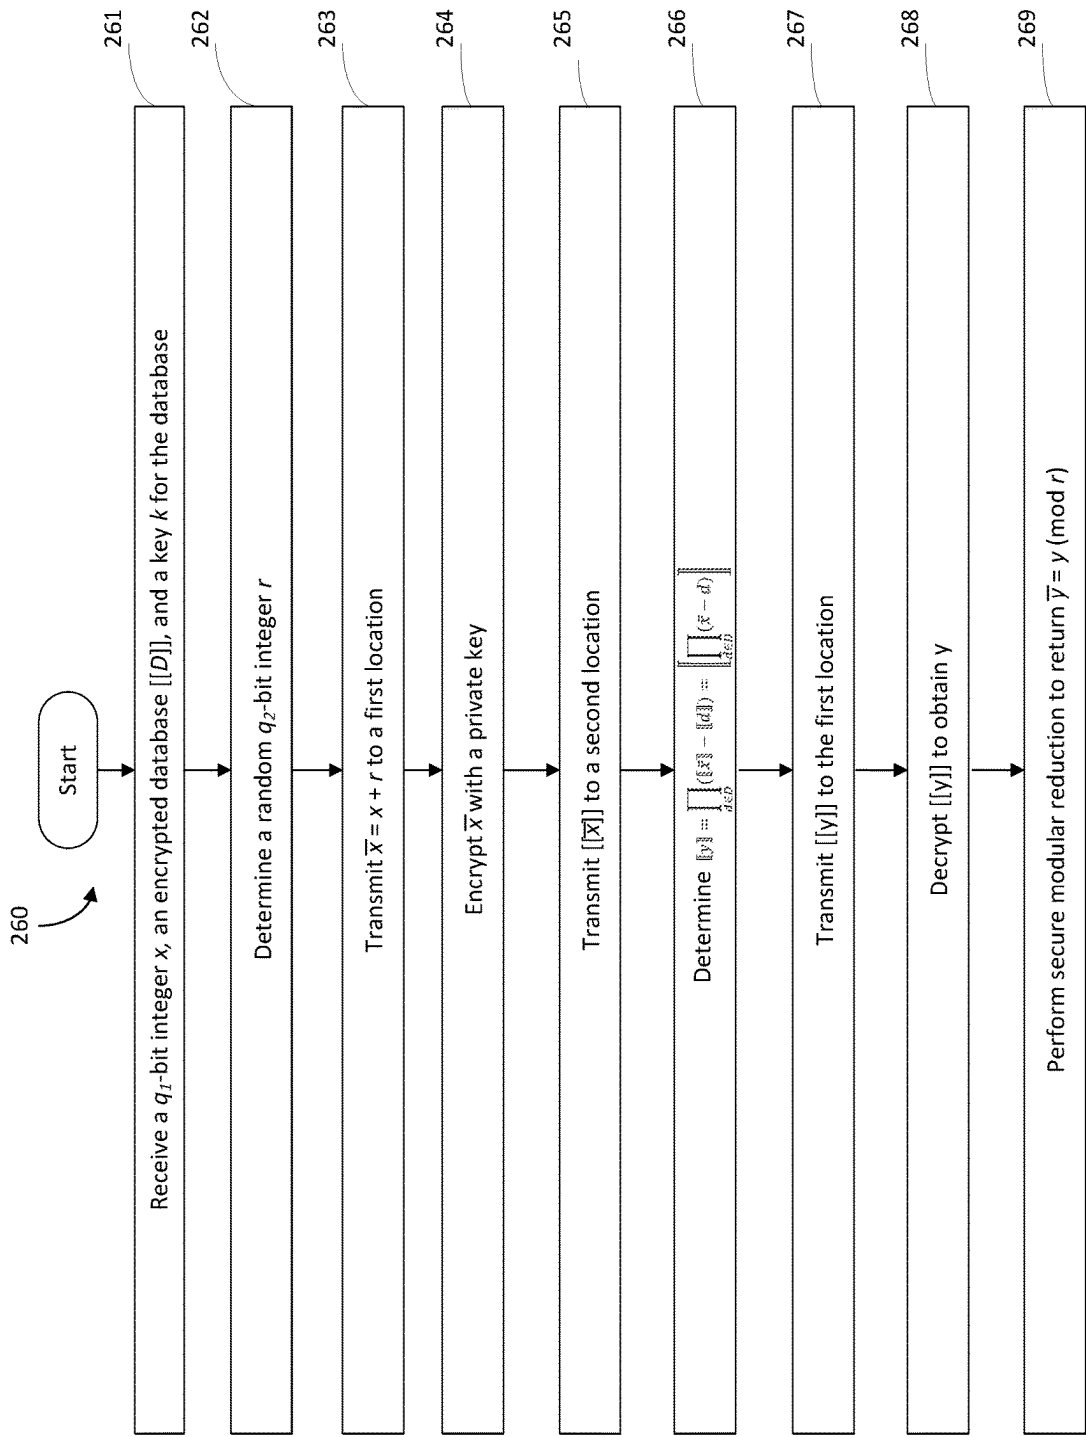 260
Start
Receive a q₁-bit integer x, an encrypted database [[D]], and a key k for the database
261
Determine a random q₂-bit integer r
262
Transmit x̅ = x + r to a first location
263
Encrypt x̅ with a private key
264
Transmit [[x̅]] to a second location
265
Determine ⟦y⟧ = ∏_{d∈D} (⟦x̅⟧ − ⟦d⟧) = ⟦∏_{d∈D} (x̅ − d)⟧
266
Transmit [[y]] to the first location
267
Decrypt [[y]] to obtain y
268
Perform secure modular reduction to return y̅ = y (mod r)
269